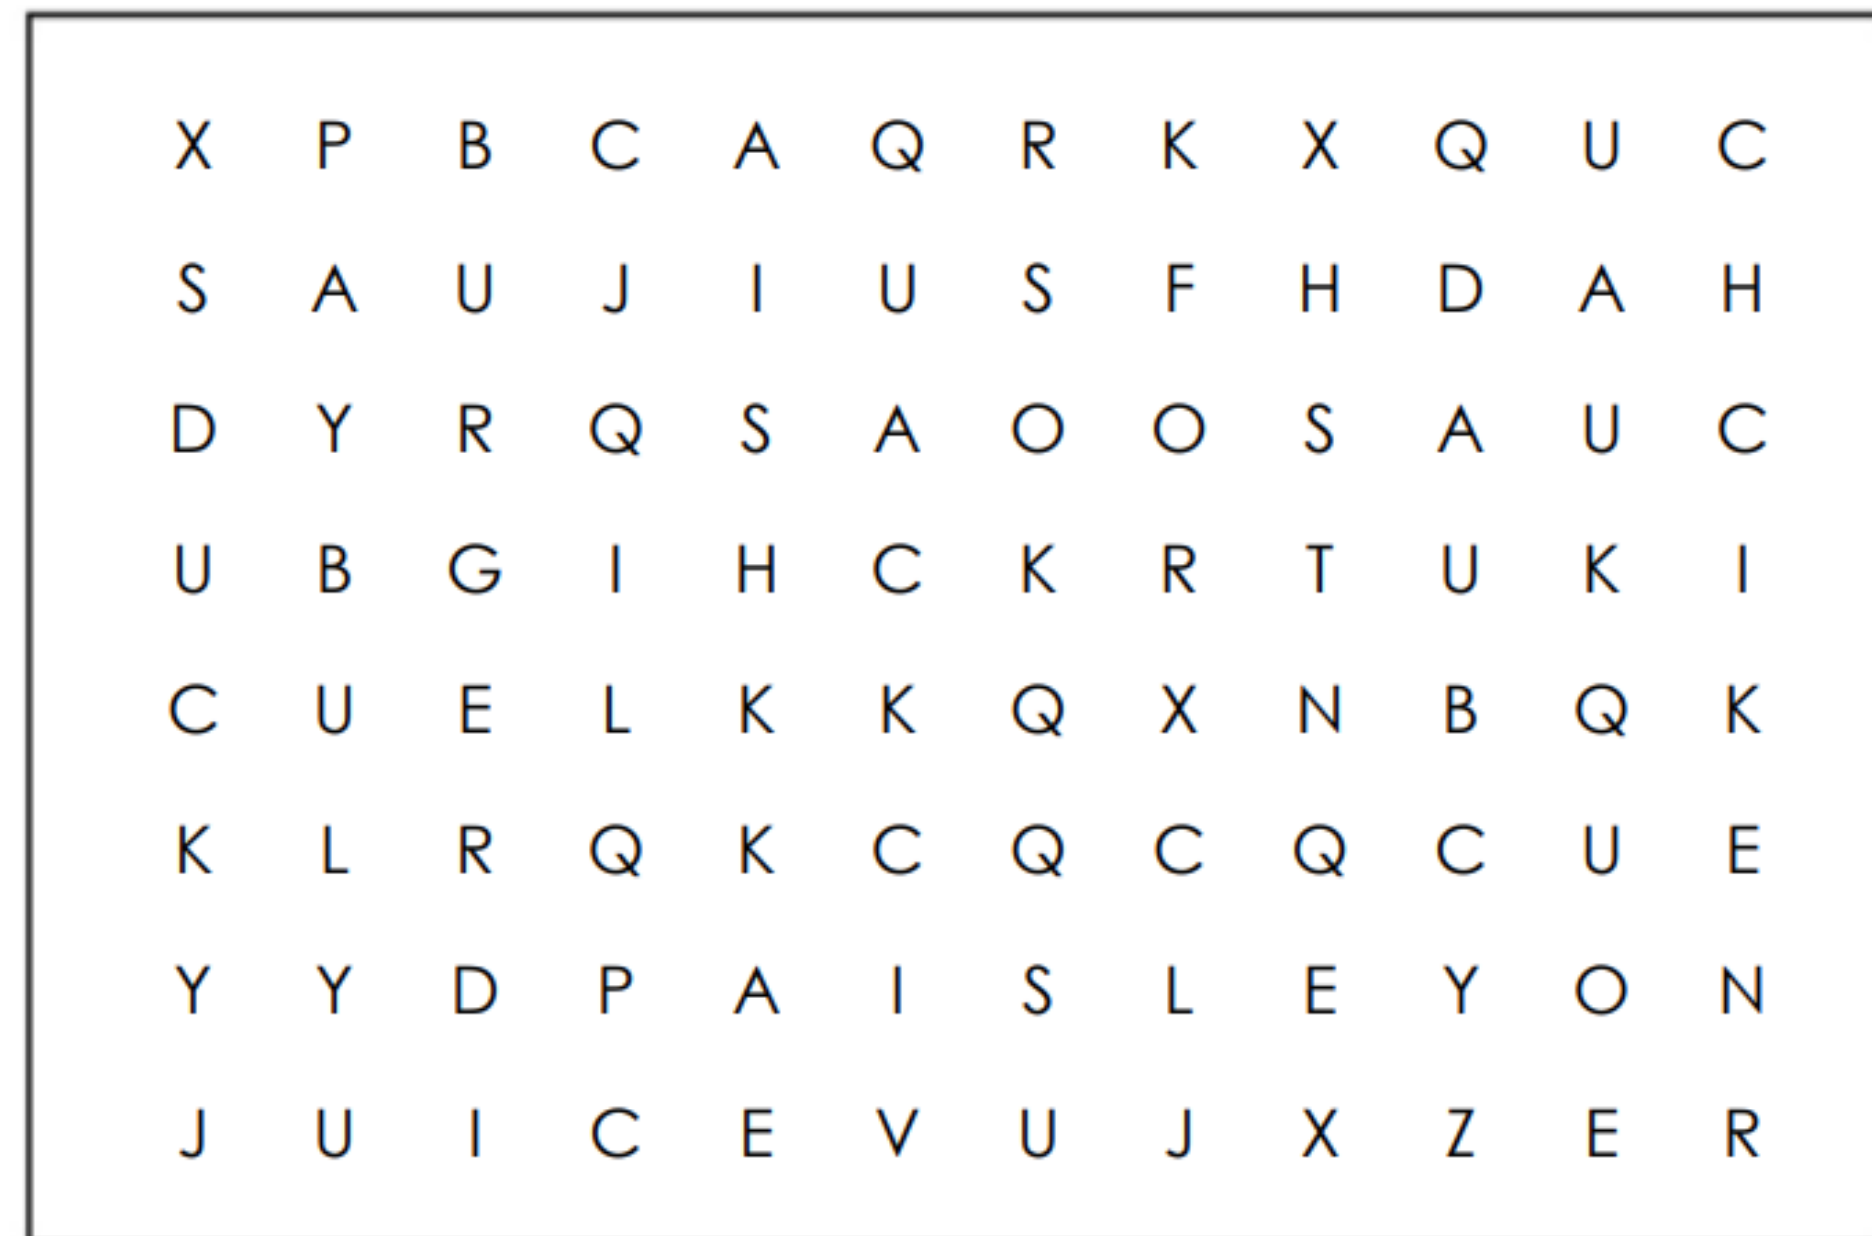 X P B C A Q R K X Q U C
S A U J I U S F H D A H
D Y R Q S A O O S A U C
U B G I H C K R T U K I
C U E L K K Q X N B Q K
K L R Q K C Q C Q C U E
Y Y D P A I S L E Y O N
J U I C E V U J X Z E R